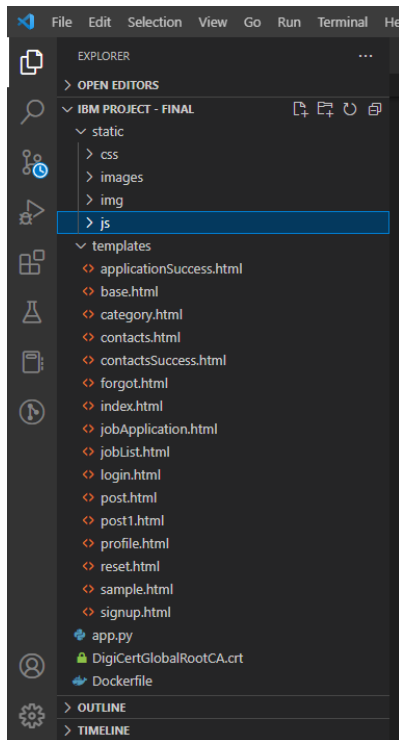 File Edit Selection View Go Run Terminal He
EXPLORER ...
> OPEN EDITORS
IBM PROJECT - FINAL
static
> css
> images
> img
> js
templates
<> applicationSuccess.html
<> base.html
<> category.html
<> contacts.html
<> contactsSuccess.html
<> forgot.html
<> index.html
<> jobApplication.html
<> jobList.html
<> login.html
<> post.html
<> post1.html
<> profile.html
<> reset.html
<> sample.html
<> signup.html
app.py
DigiCertGlobalRootCA.crt
Dockerfile
> OUTLINE
> TIMELINE